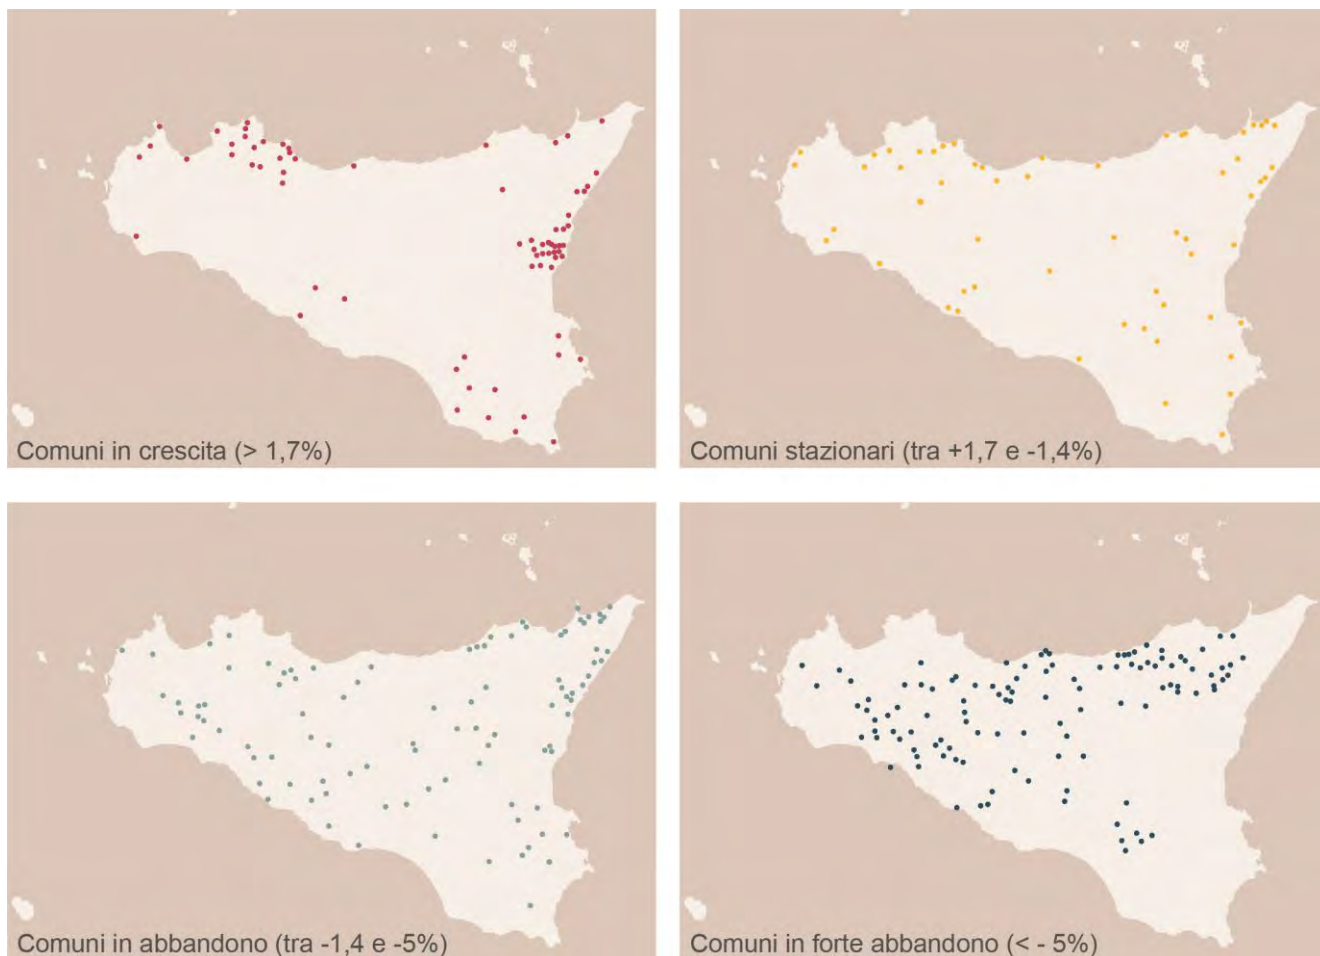 Comuni in crescita (> 1,7%)
Comuni stazionari (tra +1,7 e -1,4%)
Comuni in abbandono (tra -1,4 e -5%)
Comuni in forte abbandono (< - 5%)